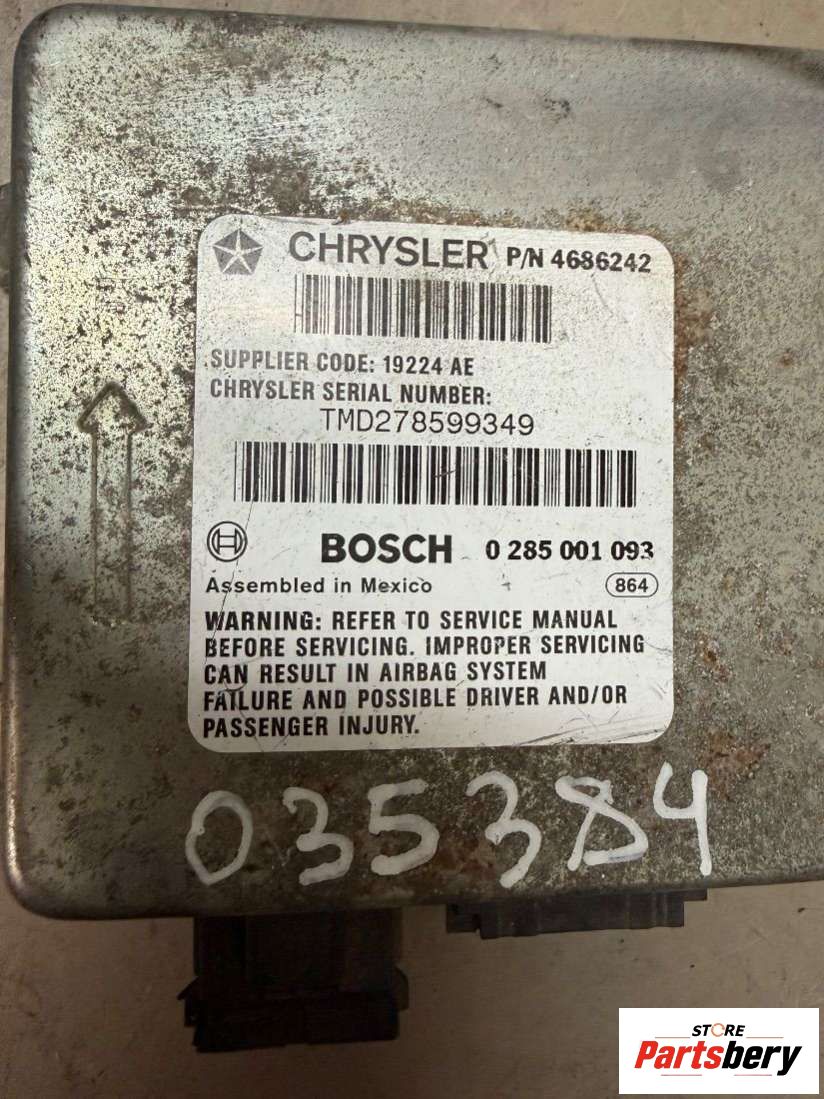 CHRYSLER P/N 4686242
SUPPLIER CODE: 19224 AE
CHRYSLER SERIAL NUMBER:
TMD278599349
BOSCH 0 285 001 093
Assembled in Mexico 864
WARNING: REFER TO SERVICE MANUAL
BEFORE SERVICING. IMPROPER SERVICING
CAN RESULT IN AIRBAG SYSTEM
FAILURE AND POSSIBLE DRIVER AND/OR
PASSENGER INJURY.
035384
STORE
Partsbery